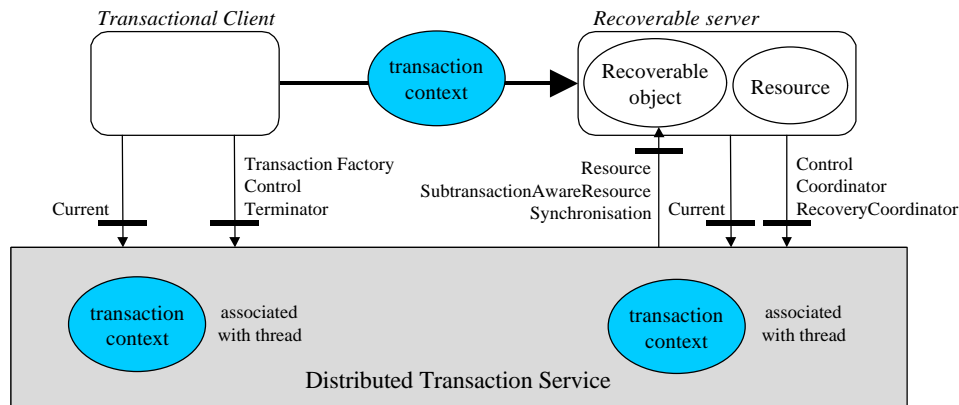 Transactional Client
Recoverable server
transaction
context
Recoverable
object
Resource
Transaction Factory
Control
Terminator
Current
Resource
SubtransactionAwareResource
Synchronisation
Current
Control
Coordinator
RecoveryCoordinator
transaction
context
associated
with thread
transaction
context
associated
with thread
Distributed Transaction Service